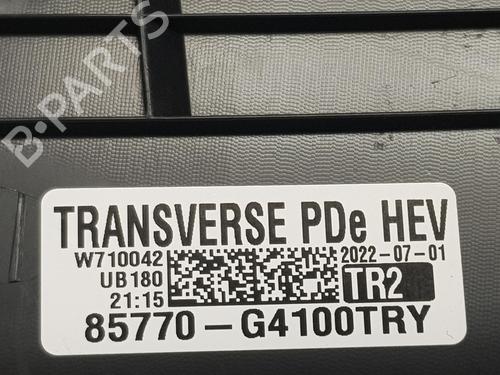 B-PARTS
TRANSVERSE PDe HEV
W710042
UB180
21:15
2022-07-01
TR2
85770-G4100TRY